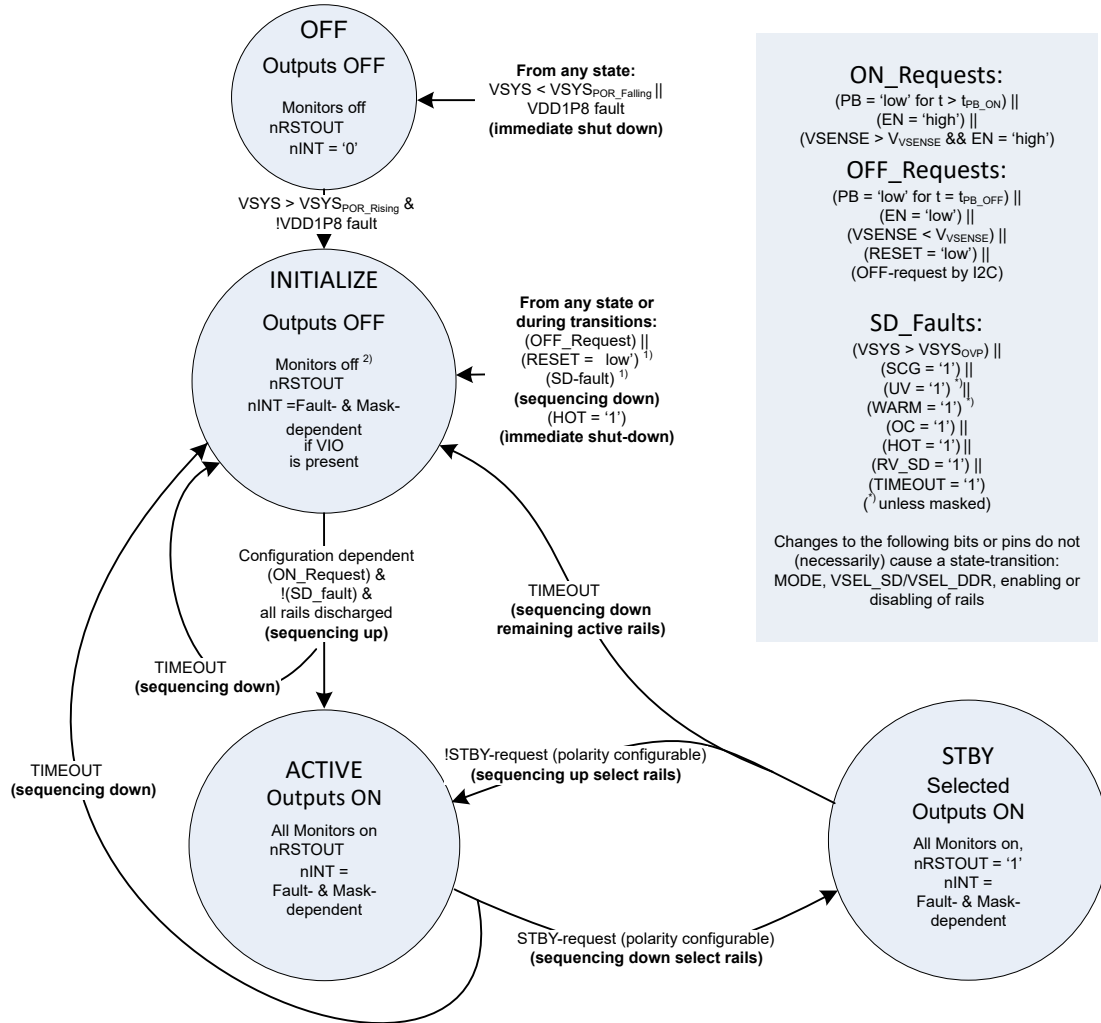 OFF
Outputs OFF
Monitors off
nRSTOUT
nINT = ‘0’
From any state:
VSYS < VSYSPOR_Falling ||
VDD1P8 fault
(immediate shut down)
VSYS > VSYSPOR_Rising &
!VDD1P8 fault
INITIALIZE
Outputs OFF
Monitors off 2)
nRSTOUT
nINT =Fault- & Mask-
dependent
if VIO
is present
From any state or
during transitions:
(OFF_Request) ||
(RESET = low’) 1)
(SD-fault) 1)
(sequencing down)
(HOT = ‘1’)
(immediate shut-down)
Configuration dependent
(ON_Request) &
!(SD_fault) &
all rails discharged
(sequencing up)
TIMEOUT
(sequencing down)
TIMEOUT
(sequencing down
remaining active rails)
TIMEOUT
(sequencing down)
ACTIVE
Outputs ON
All Monitors on
nRSTOUT
nINT =
Fault- & Mask-
dependent
!STBY-request (polarity configurable)
(sequencing up select rails)
STBY-request (polarity configurable)
(sequencing down select rails)
STBY
Selected
Outputs ON
All Monitors on,
nRSTOUT = ‘1’
nINT =
Fault- & Mask-
dependent
ON_Requests:
(PB = ‘low’ for t > tPB_ON) ||
(EN = ‘high’) ||
(VSENSE > VVSENSE && EN = ‘high’)
OFF_Requests:
(PB = ‘low’ for t = tPB_OFF) ||
(EN = ‘low’) ||
(VSENSE < VVSENSE) ||
(RESET = ‘low’) ||
(OFF-request by I2C)
SD_Faults:
(VSYS > VSYSOVP) ||
(SCG = ‘1’) ||
(UV = ‘1’) *)||
(WARM = ‘1’) *)
(OC = ‘1’) ||
(HOT = ‘1’) ||
(RV_SD = ‘1’) ||
(TIMEOUT = ‘1’)
(*) unless masked)
Changes to the following bits or pins do not
(necessarily) cause a state-transition:
MODE, VSEL_SD/VSEL_DDR, enabling or
disabling of rails